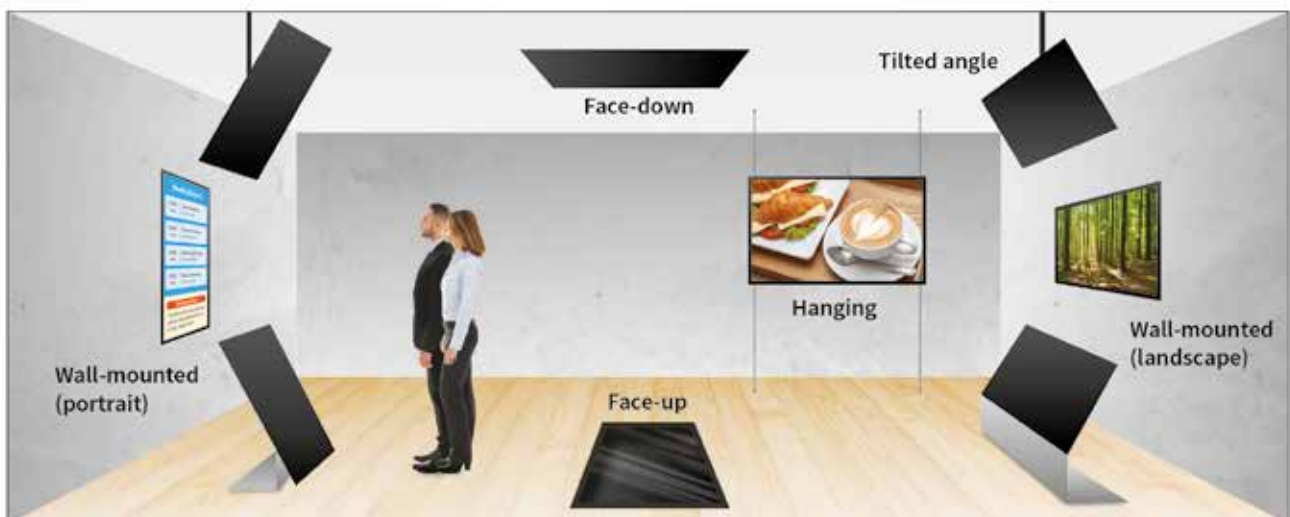 Tilted angle
Face-down
Hanging
Wall-mounted
(landscape)
Wall-mounted
(portrait)
Face-up